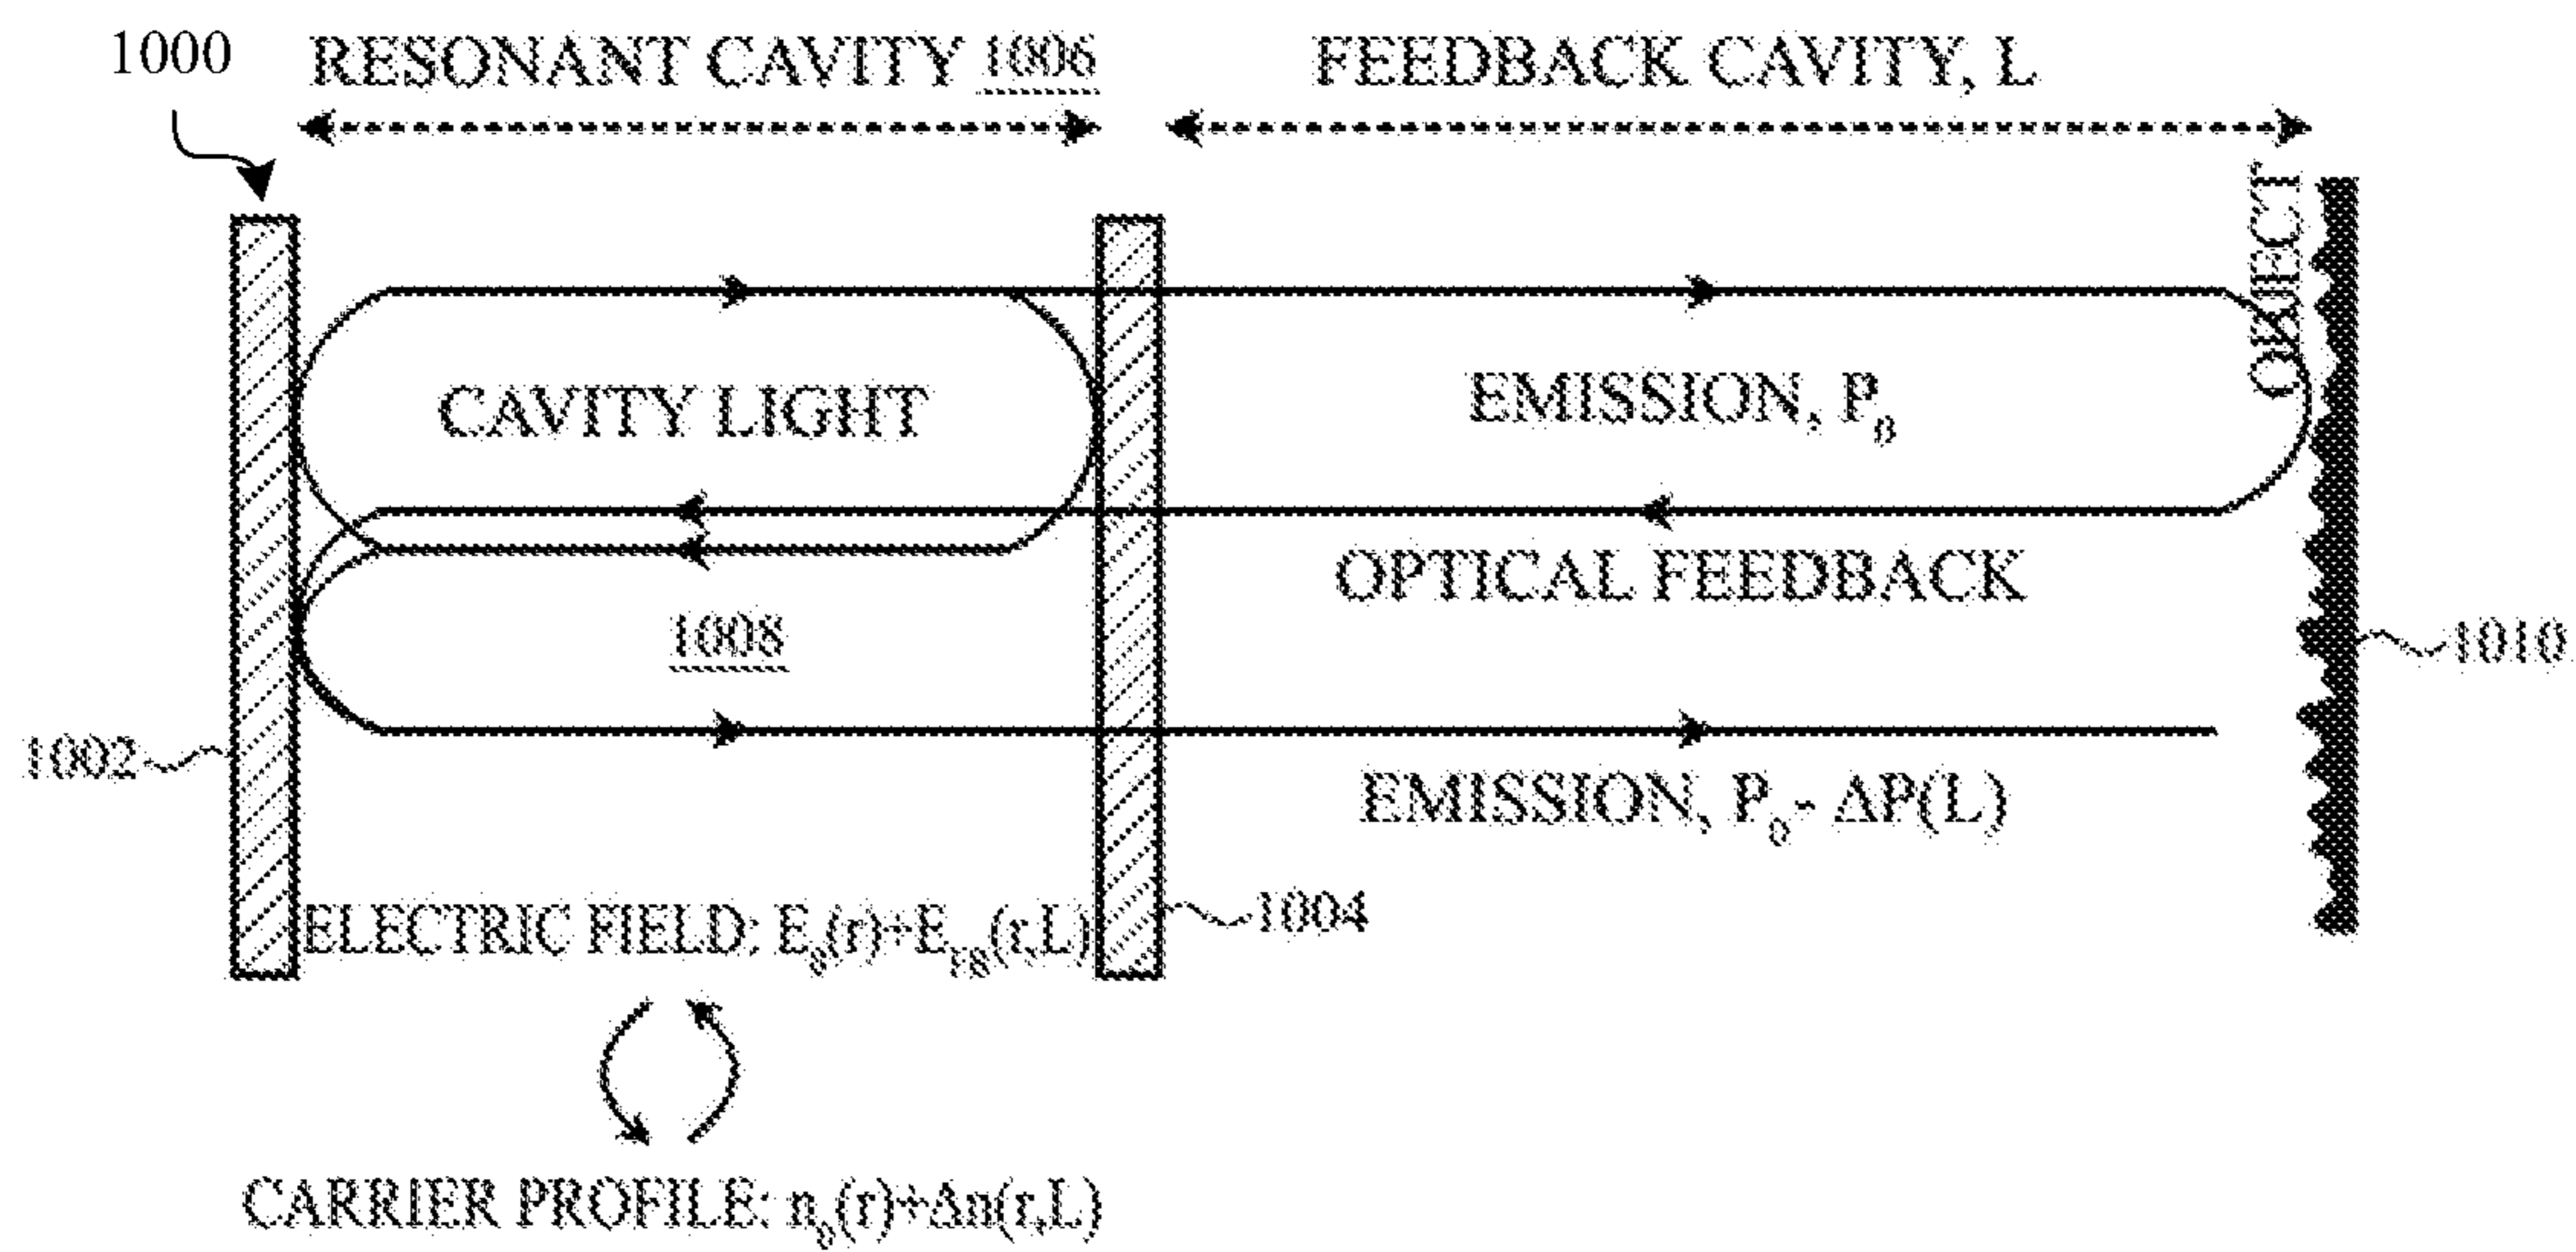 1000
RESONANT CAVITY 1006
FEEDBACK CAVITY, L
OBJECT
CAVITY LIGHT
EMISSION, P₀
OPTICAL FEEDBACK
1008
1010
1002
EMISSION, P₀- ΔP(L)
1004
ELECTRIC FIELD: E₀(r)+E_FB(r,L)
CARRIER PROFILE: n₀(r)+Δn(r,L)